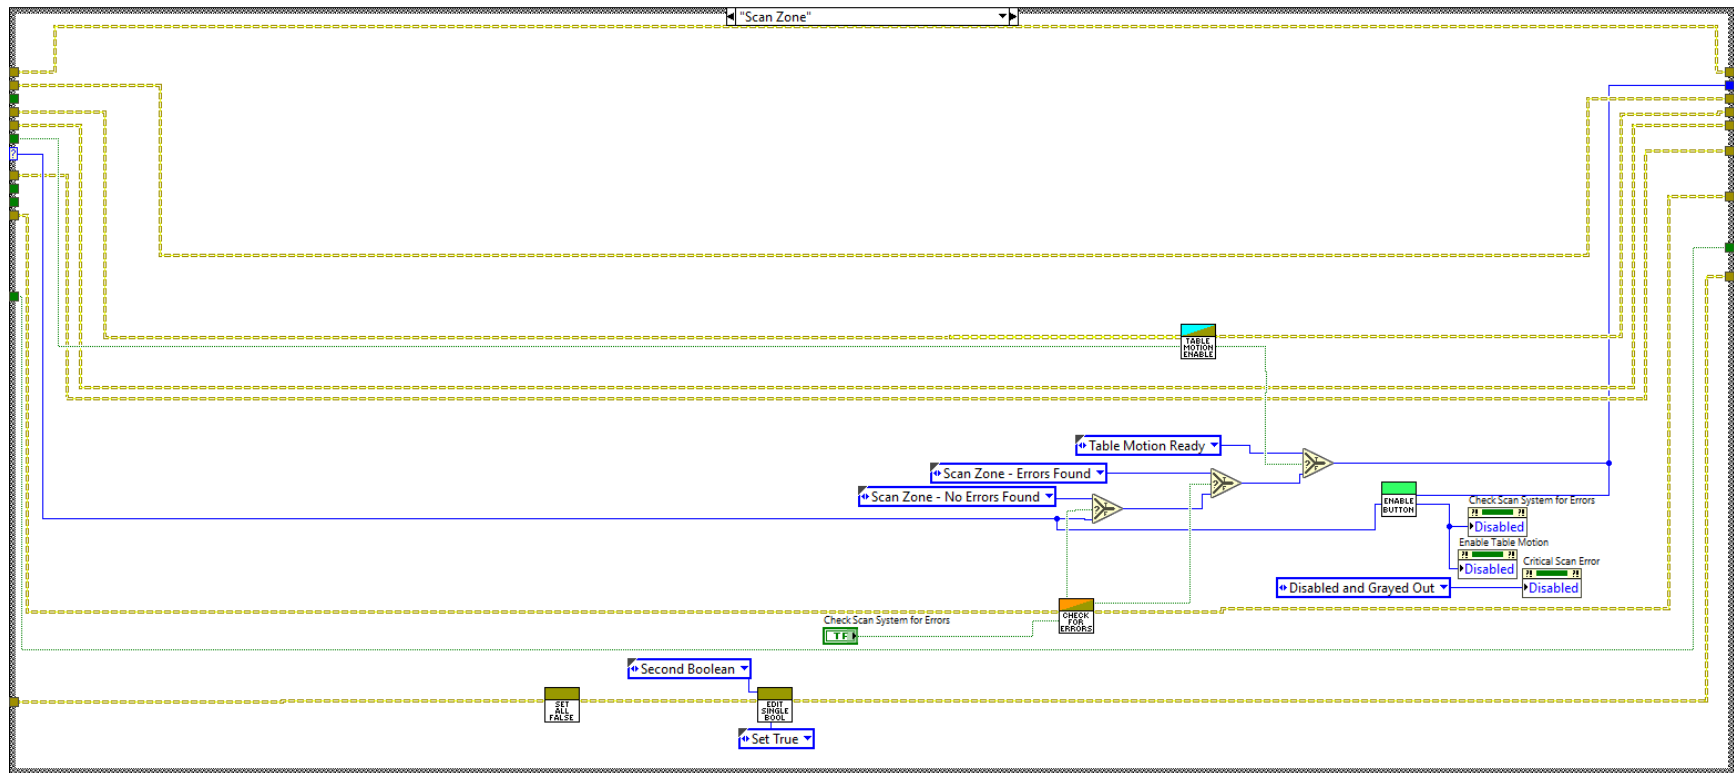 "Scan Zone"
TABLE
MOTION
ENABLE
Table Motion Ready
Scan Zone - Errors Found
Scan Zone - No Errors Found
ENABLE
BUTTON
Check Scan System for Errors
Disabled
Enable Table Motion
Disabled
Critical Scan Error
Disabled
Disabled and Grayed Out
CHECK
FOR
ERRORS
Check Scan System for Errors
TF
Second Boolean
SET
ALL
FALSE
EDIT
SINGLE
BOOL
Set True